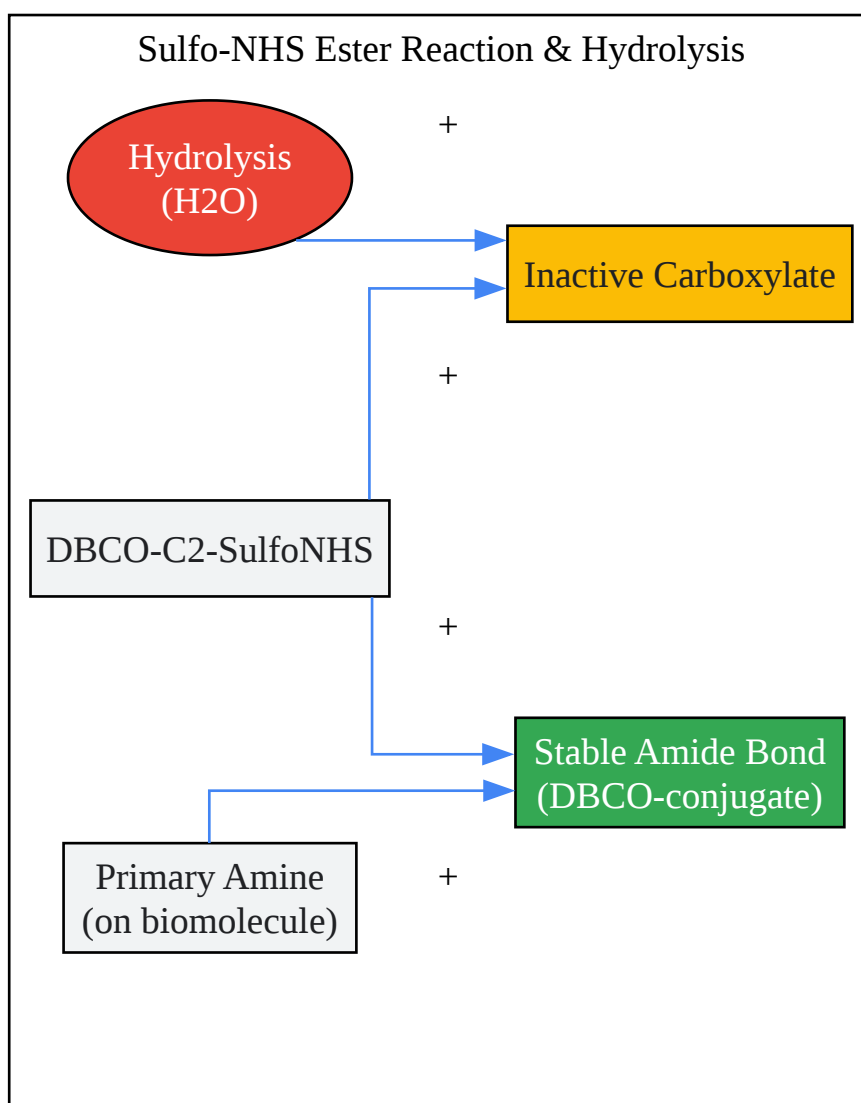 Sulfo-NHS Ester Reaction & Hydrolysis
+
Hydrolysis
(H2O)
Inactive Carboxylate
+
DBCO-C2-SulfoNHS
+
Stable Amide Bond
(DBCO-conjugate)
Primary Amine
(on biomolecule)
+